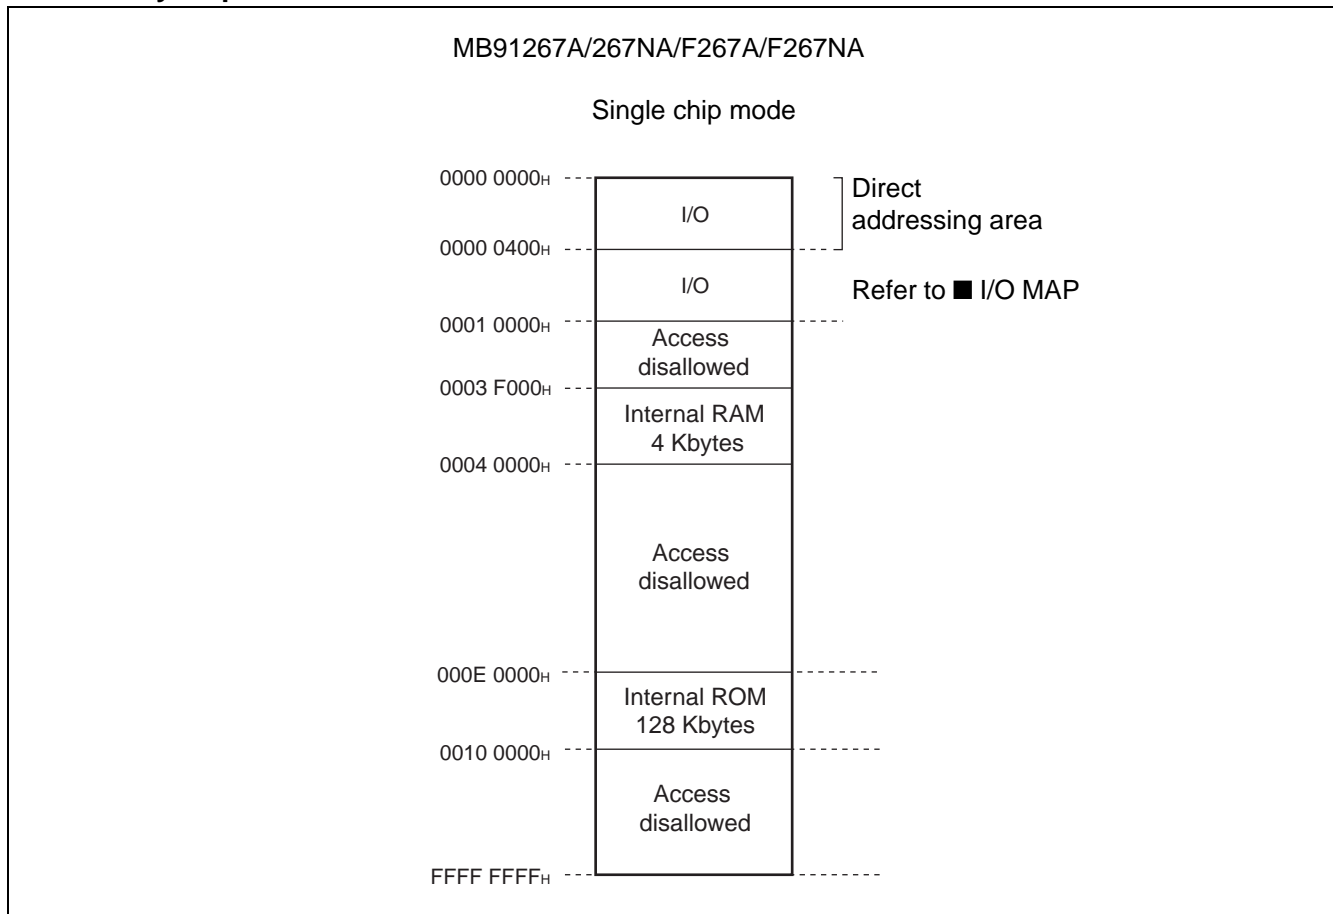 MB91267A/267NA/F267A/F267NA
Single chip mode
0000 0000H
I/O
Direct
addressing area
0000 0400H
I/O
Refer to ■ I/O MAP
0001 0000H
Access
disallowed
0003 F000H
Internal RAM
4 Kbytes
0004 0000H
Access
disallowed
000E 0000H
Internal ROM
128 Kbytes
0010 0000H
Access
disallowed
FFFF FFFFH